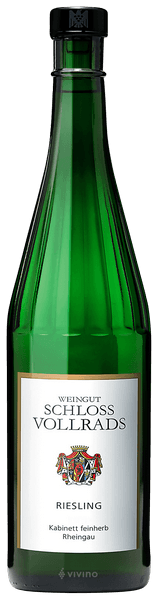 WEINGUT
SCHLOSS
VOLLRADS
RIESLING
Kabinett feinherb
Rheingau
vivino